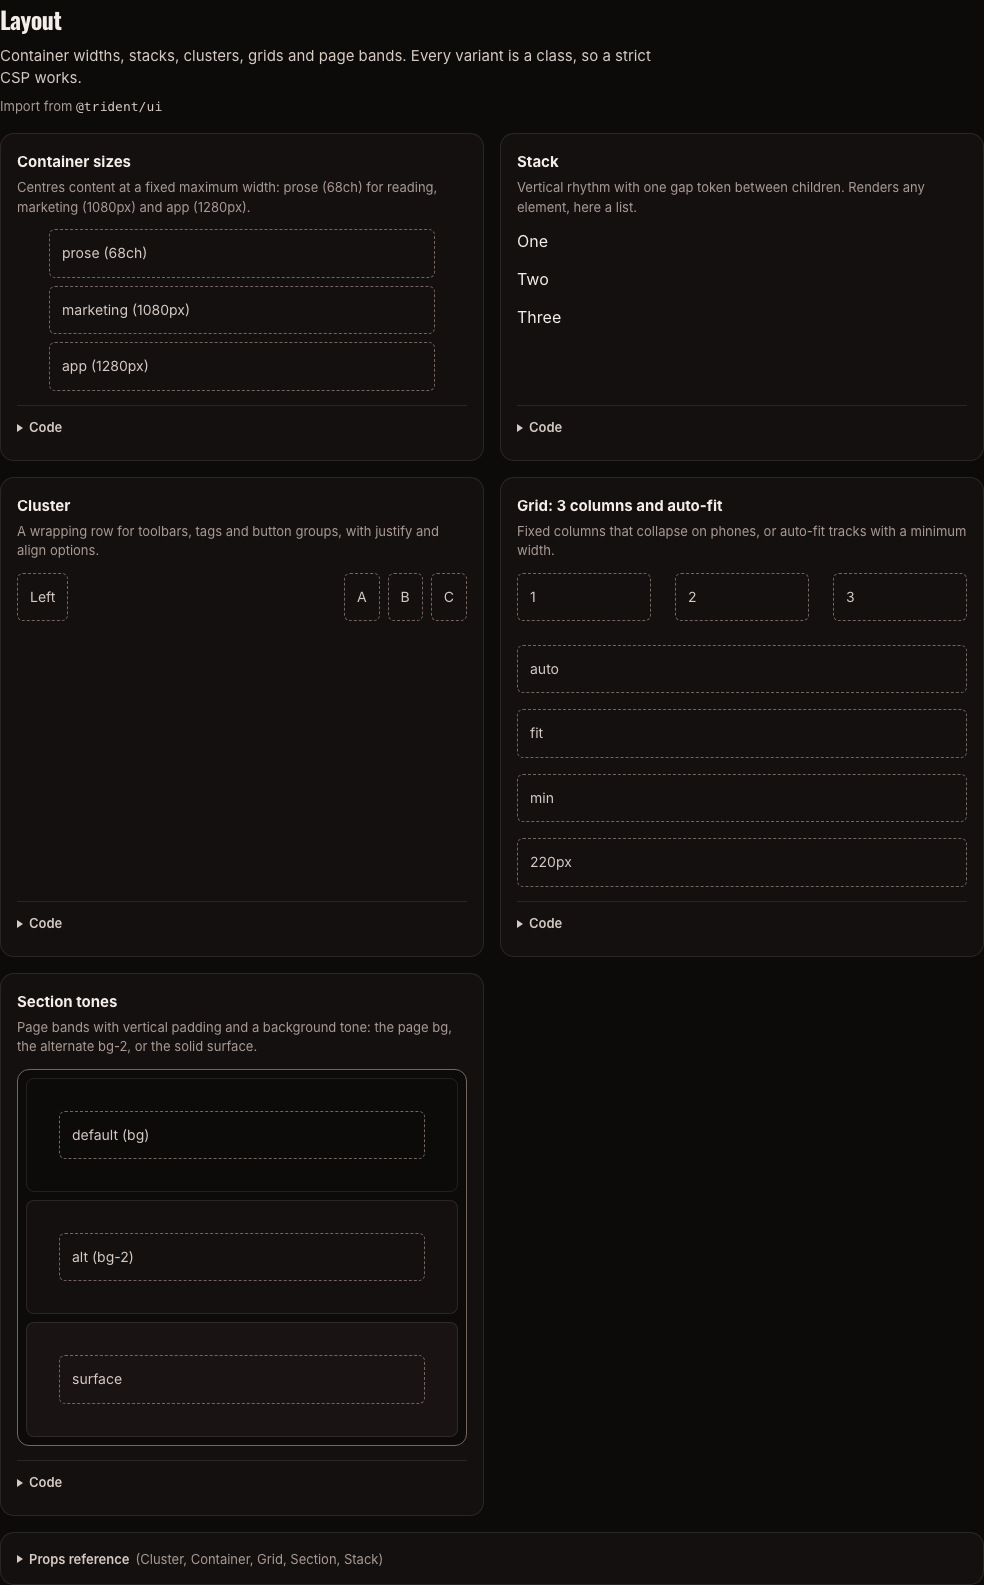 Layout
Container widths, stacks, clusters, grids and page bands. Every variant is a class, so a strict
CSP works.
Import from @trident/ui
Container sizes
Centres content at a fixed maximum width: prose (68ch) for reading,
marketing (1080px) and app (1280px).
prose (68ch)
marketing (1080px)
app (1280px)
Code
Stack
Vertical rhythm with one gap token between children. Renders any
element, here a list.
One
Two
Three
Code
Cluster
A wrapping row for toolbars, tags and button groups, with justify and
align options.
Left A B C
Code
Grid: 3 columns and auto-fit
Fixed columns that collapse on phones, or auto-fit tracks with a minimum
width.
1 2 3
auto
fit
min
220px
Code
Section tones
Page bands with vertical padding and a background tone: the page bg,
the alternate bg-2, or the solid surface.
default (bg)
alt (bg-2)
surface
Code
Props reference (Cluster, Container, Grid, Section, Stack)